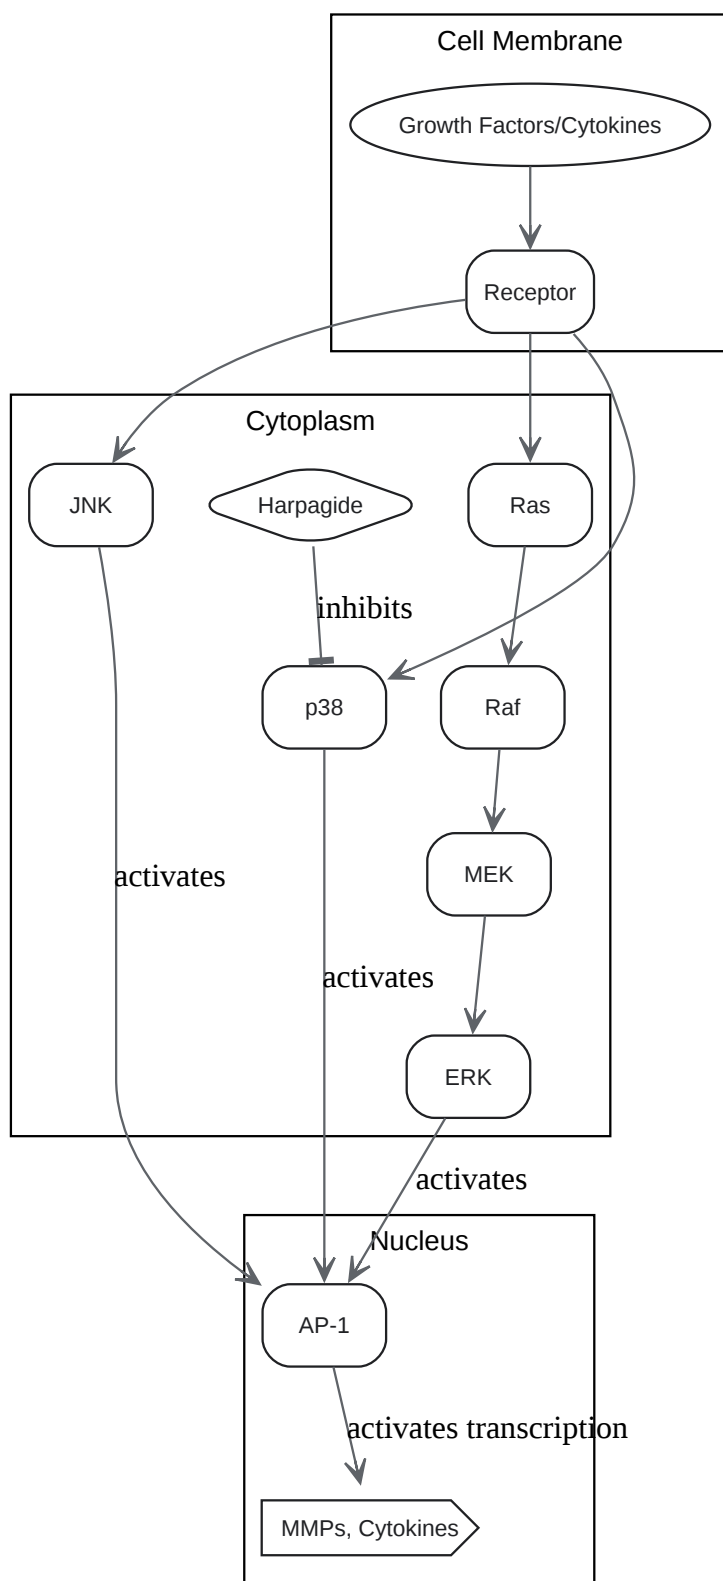 Cell Membrane
Growth Factors/Cytokines
Receptor
Cytoplasm
JNK
Harpagide
Ras
inhibits
p38
Raf
MEK
activates
activates
ERK
activates
Nucleus
AP-1
activates transcription
MMPs, Cytokines